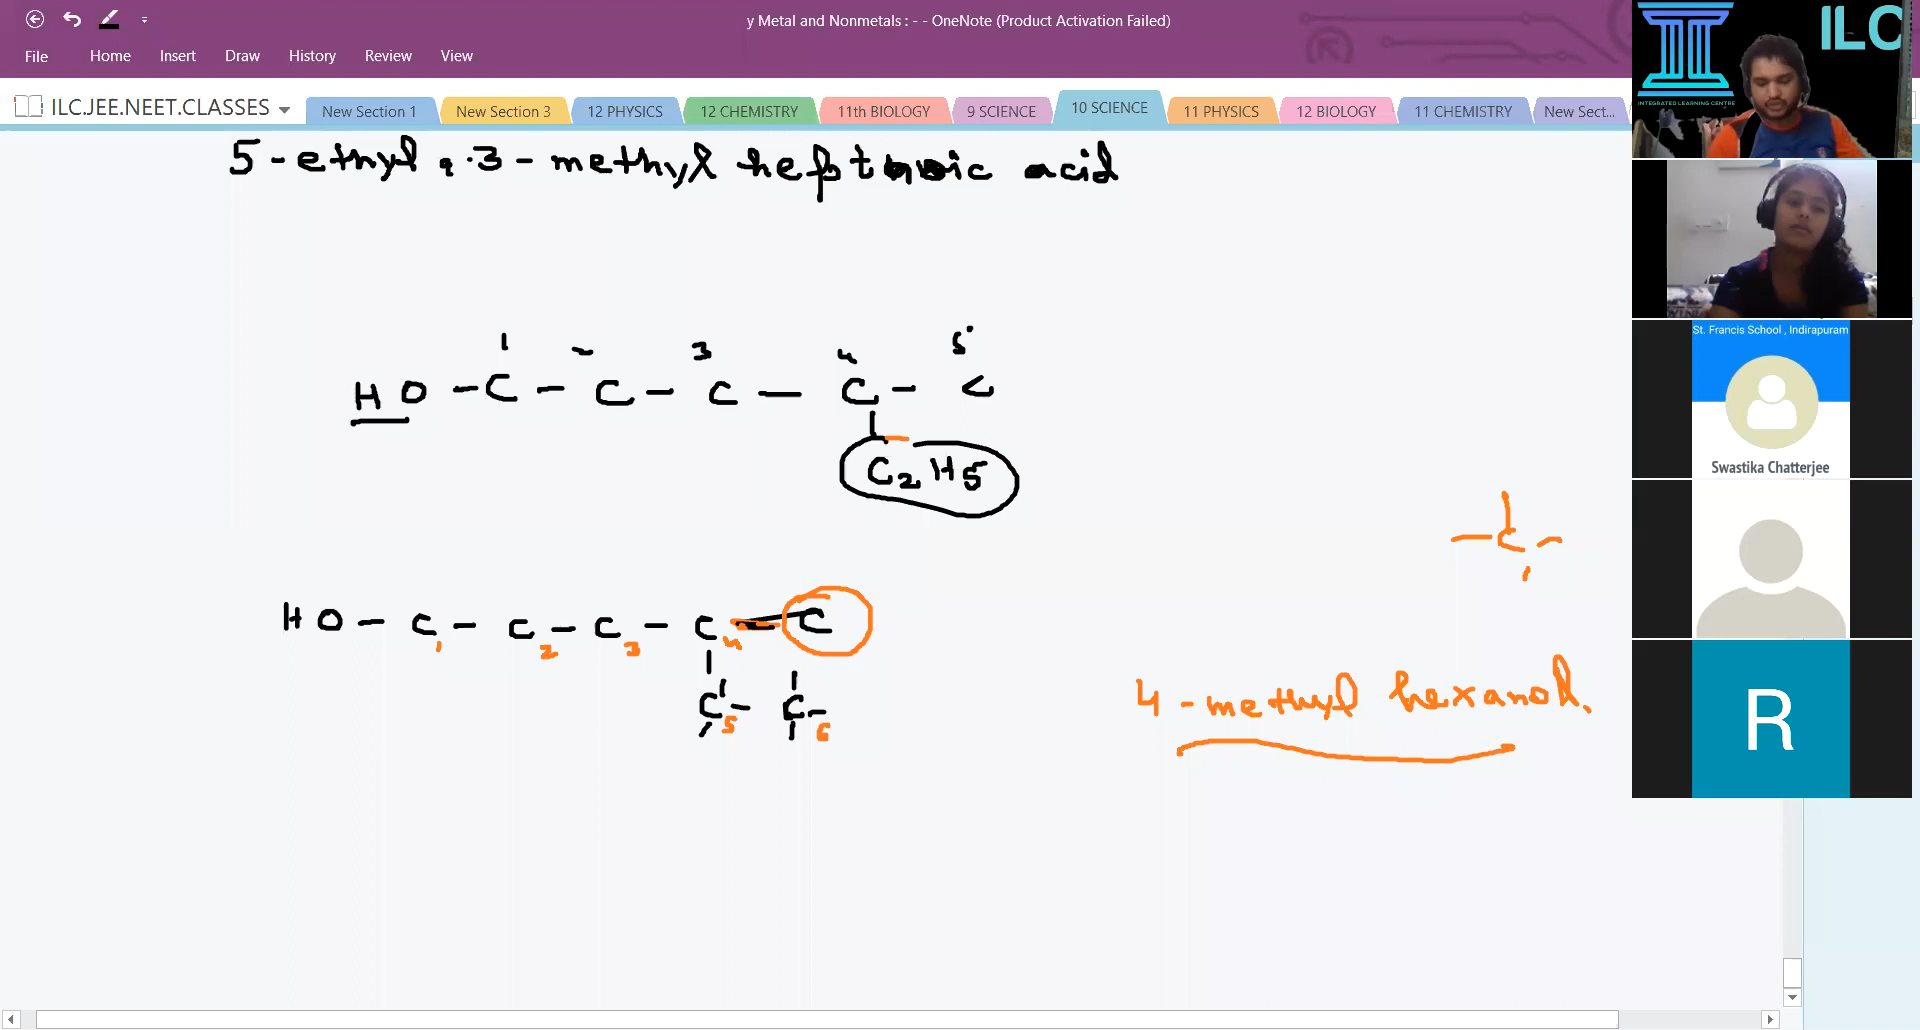 y Metal and Nonmetals : - - OneNote (Product Activation Failed)
File Home Insert Draw History Review View
ILC.JEE.NEET.CLASSES
New Section 1 New Section 3 12 PHYSICS 12 CHEMISTRY 11th BIOLOGY 9 SCIENCE 10 SCIENCE 11 PHYSICS 12 BIOLOGY 11 CHEMISTRY New Sect...
ILC
INTEGRATED LEARNING CENTRE
5-ethyl 3-methyl acid
1 2 3 4 5
HO - C - C - C - C - C
C2H5
- C -
HO - C - C - C - C = C
1 2 3 4
C - C -
5 6
4-methyl hexanol.
St. Francis School , Indirapuram
Swastika Chatterjee
R